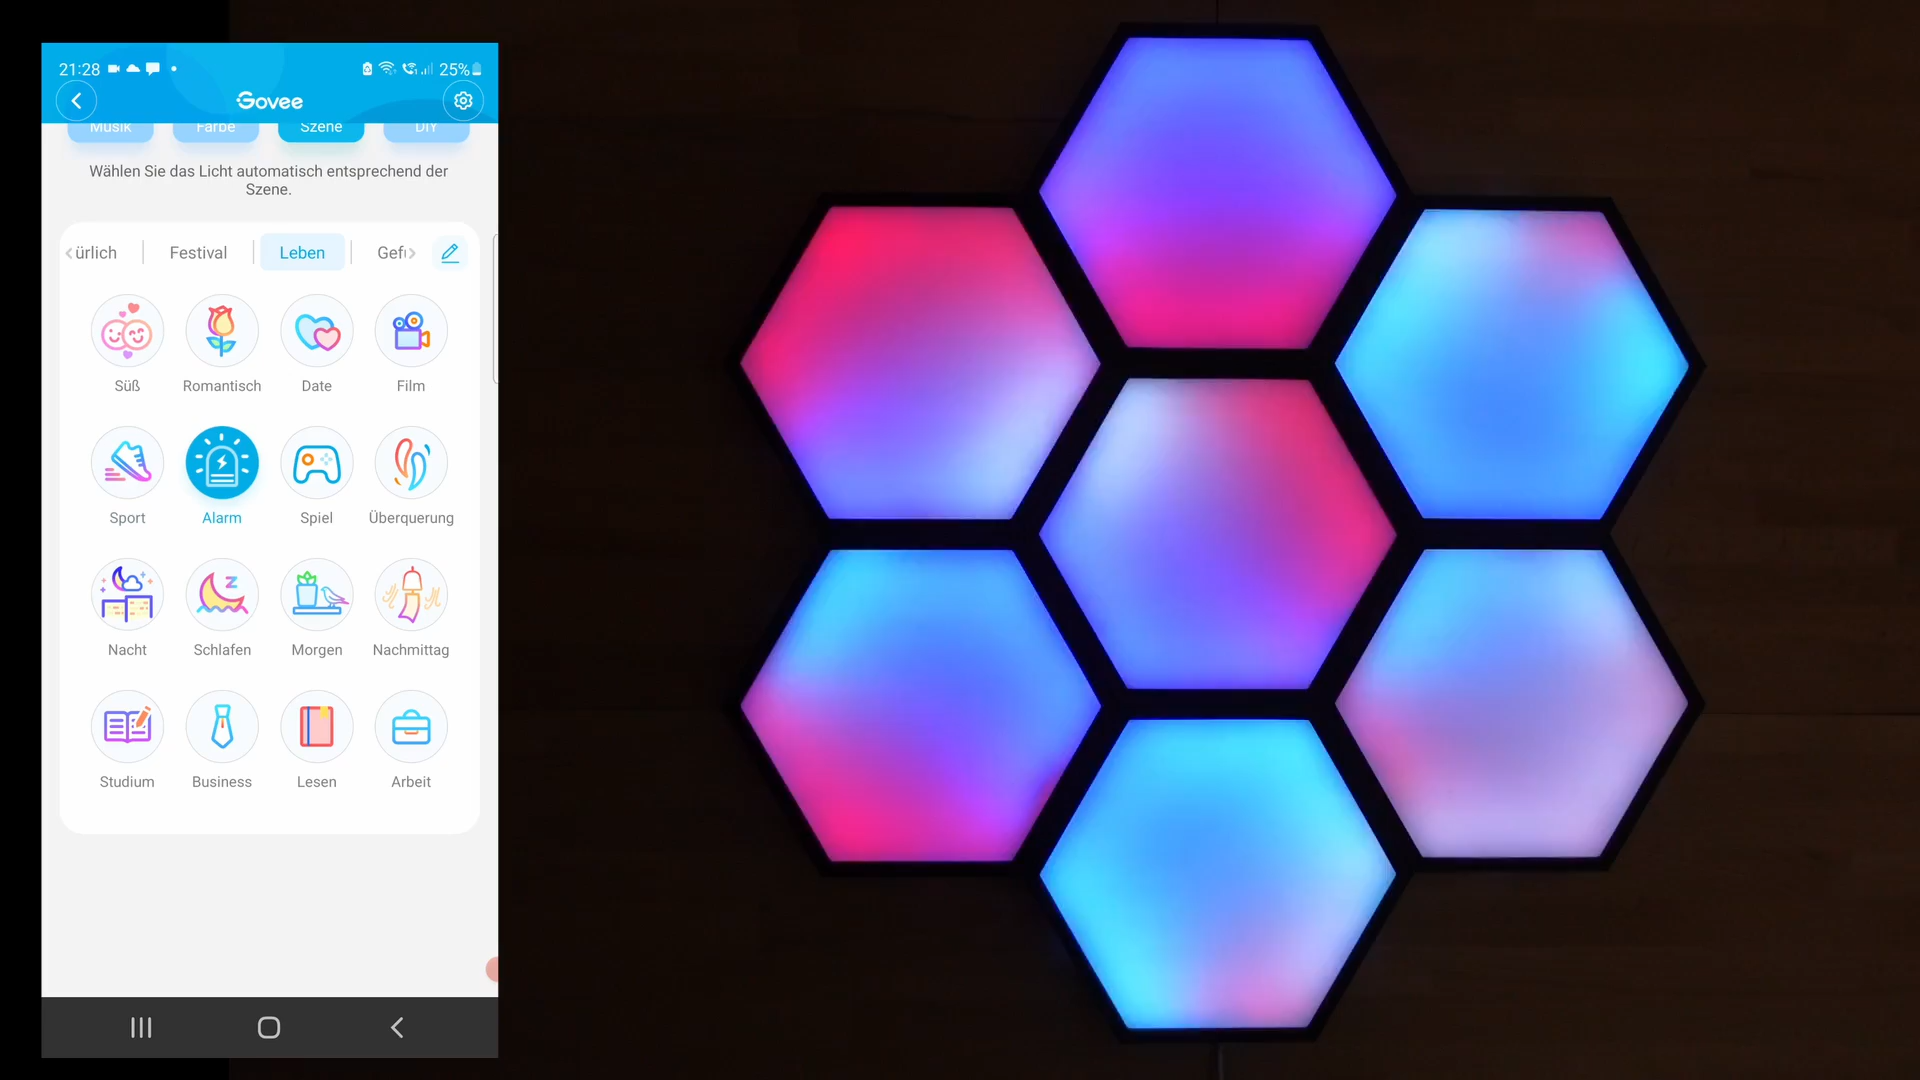 21:28
25%
Govee
Musik Farbe Szene DIY
Wählen Sie das Licht automatisch entsprechend der
Szene.
ürlich Festival Leben Gef
Süß Romantisch Date Film
Sport Alarm Spiel Überquerung
Nacht Schlafen Morgen Nachmittag
Studium Business Lesen Arbeit